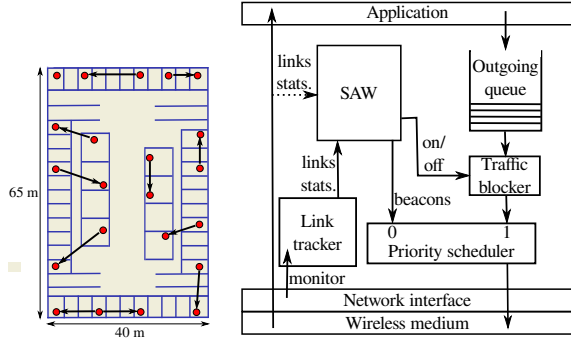 65 m
40 m
Application
links
stats.
SAW
Outgoing
queue
on/
off
links
stats.
Traffic
blocker
beacons
Link
tracker
0 1
Priority scheduler
monitor
Network interface
Wireless medium